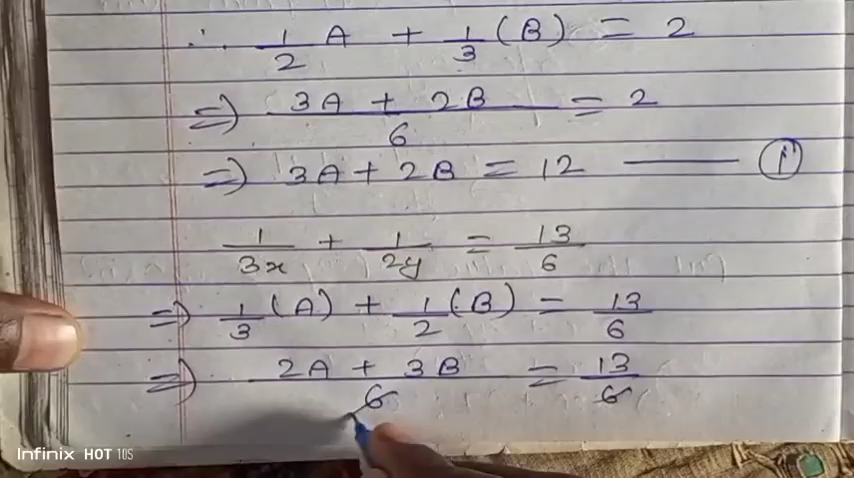 ∴ 1/2 A + 1/3 (B) = 2
⇒ 3A + 2B / 6 = 2
⇒ 3A + 2B = 12 —— (i)
1/3x + 1/2y = 13/6
⇒ 1/3 (A) + 1/2 (B) = 13/6
⇒ 2A + 3B / 6 = 13/6
Infinix HOT 10S